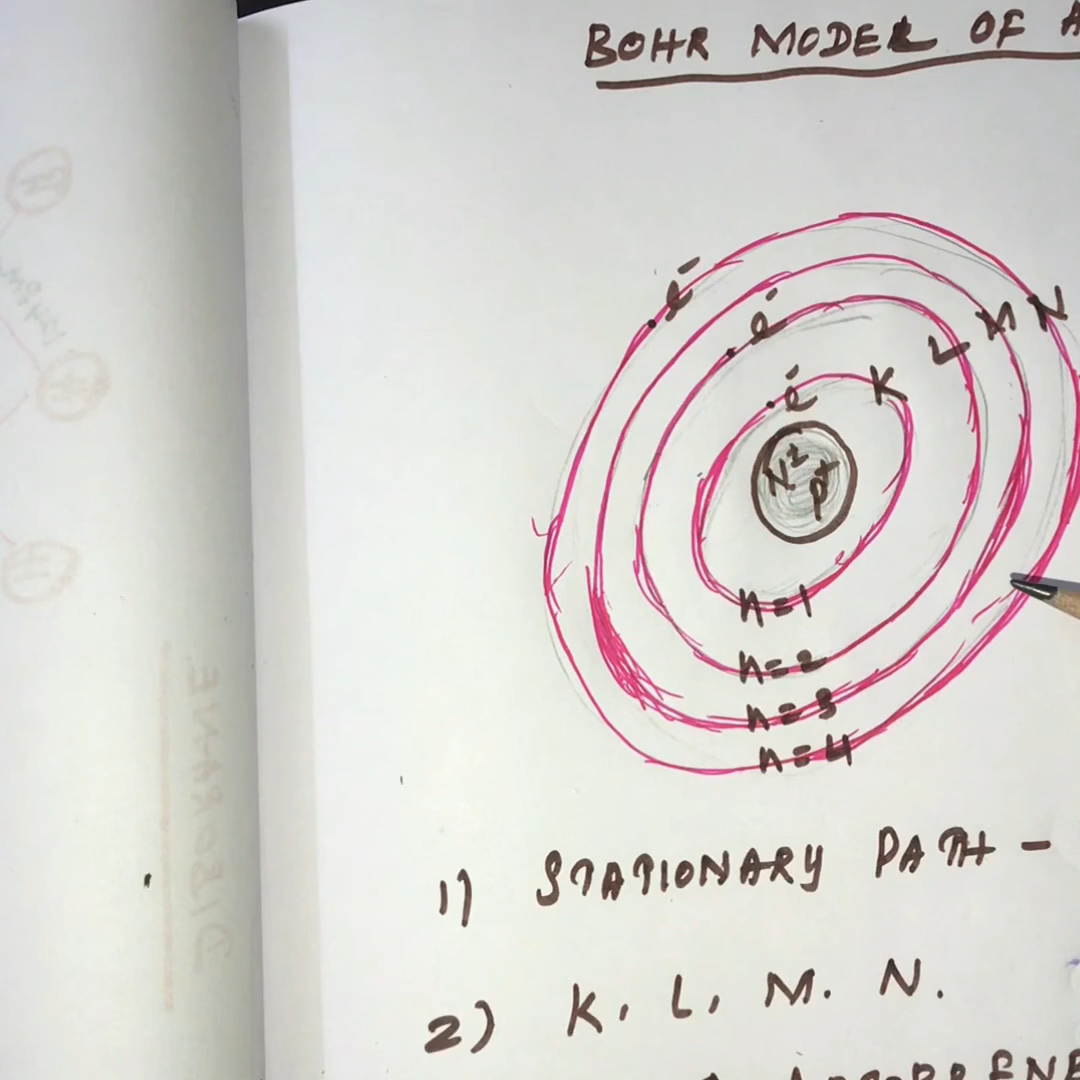 BOHR MODEL OF A
e⁻
e⁻
e⁻
K L M N
N± P+
n=1
n=2
n=3
n=4
1) STATIONARY PATH -
2) K, L, M. N.